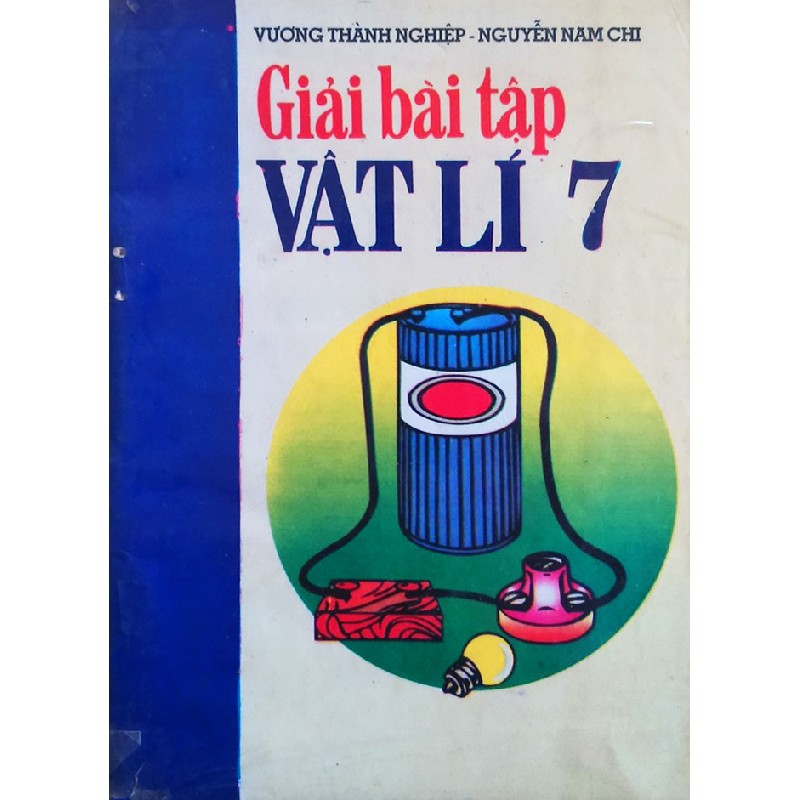 VƯƠNG THÀNH NGHIỆP - NGUYỄN NAM CHI
Giải bài tập
VẬT LÍ 7